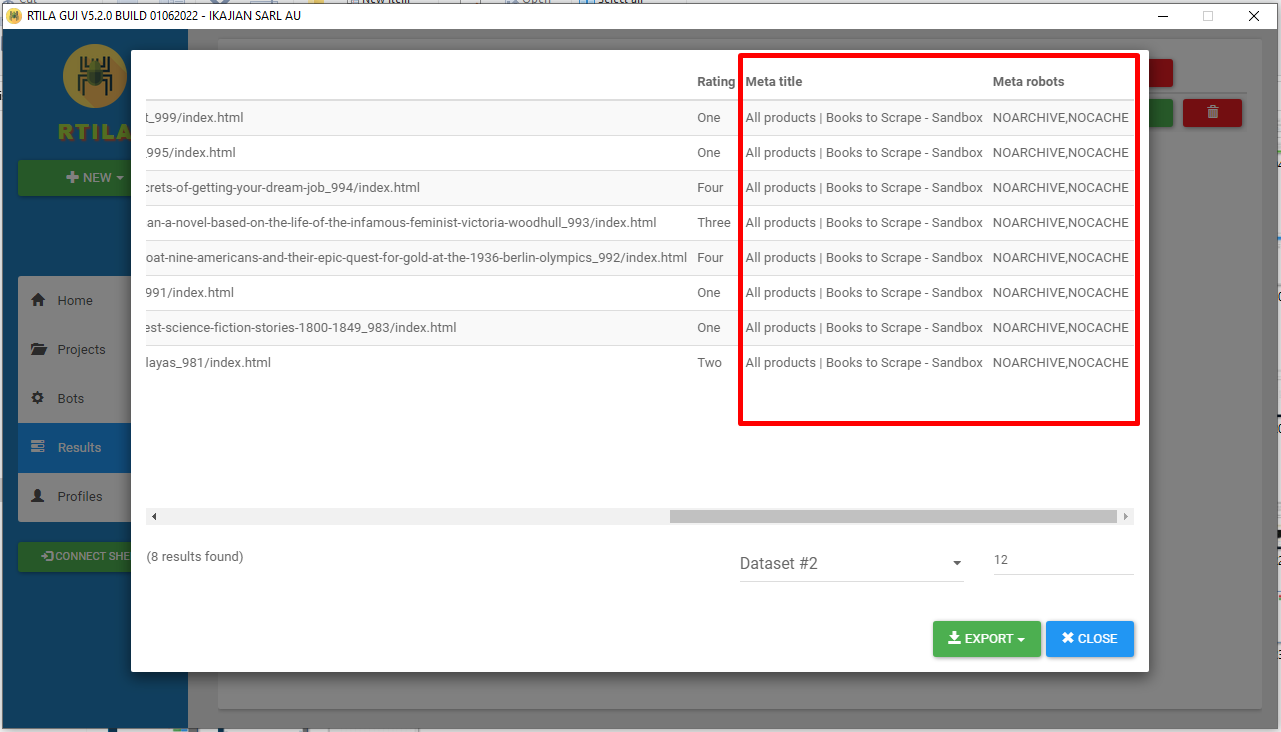 RTILA GUI V5.2.0 BUILD 01062022 - IKAJIAN SARL AU
RTILA
NEW
Home
Projects
Bots
Results
Profiles
CONNECT SHE
Rating Meta title Meta robots
t_999/index.html One All products | Books to Scrape - Sandbox NOARCHIVE,NOCACHE
995/index.html One All products | Books to Scrape - Sandbox NOARCHIVE,NOCACHE
crets-of-getting-your-dream-job_994/index.html Four All products | Books to Scrape - Sandbox NOARCHIVE,NOCACHE
an-a-novel-based-on-the-life-of-the-infamous-feminist-victoria-woodhull_993/index.html Three All products | Books to Scrape - Sandbox NOARCHIVE,NOCACHE
oat-nine-americans-and-their-epic-quest-for-gold-at-the-1936-berlin-olympics_992/index.html Four All products | Books to Scrape - Sandbox NOARCHIVE,NOCACHE
991/index.html One All products | Books to Scrape - Sandbox NOARCHIVE,NOCACHE
est-science-fiction-stories-1800-1849_983/index.html One All products | Books to Scrape - Sandbox NOARCHIVE,NOCACHE
layas_981/index.html Two All products | Books to Scrape - Sandbox NOARCHIVE,NOCACHE
(8 results found) Dataset #2 12
EXPORT CLOSE